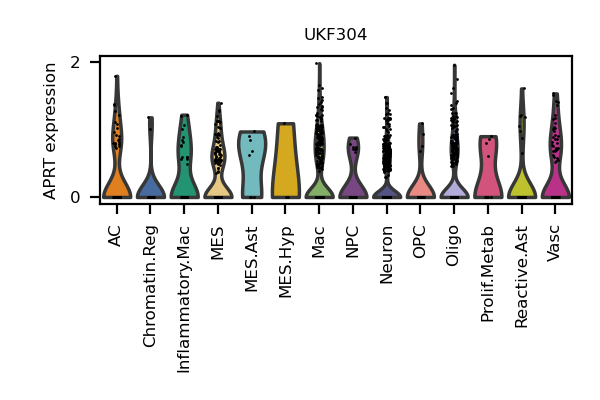 UKF304
APRT expression
2
0
AC
Chromatin.Reg
Inflammatory.Mac
MES
MES.Ast
MES.Hyp
Mac
NPC
Neuron
OPC
Oligo
Prolif.Metab
Reactive.Ast
Vasc